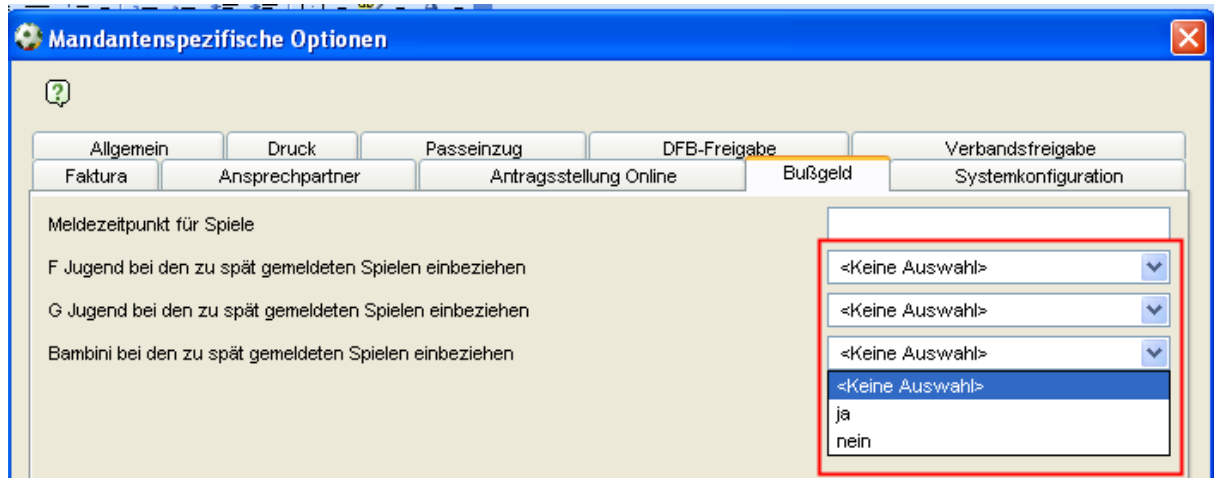 Mandantenspezifische Optionen
Allgemein Druck Passeinzug DFB-Freigabe Verbandsfreigabe
Faktura Ansprechpartner Antragsstellung Online Bußgeld Systemkonfiguration
Meldezeitpunkt für Spiele
F Jugend bei den zu spät gemeldeten Spielen einbeziehen <Keine Auswahl>
G Jugend bei den zu spät gemeldeten Spielen einbeziehen <Keine Auswahl>
Bambini bei den zu spät gemeldeten Spielen einbeziehen <Keine Auswahl>
<Keine Auswahl>
ja
nein